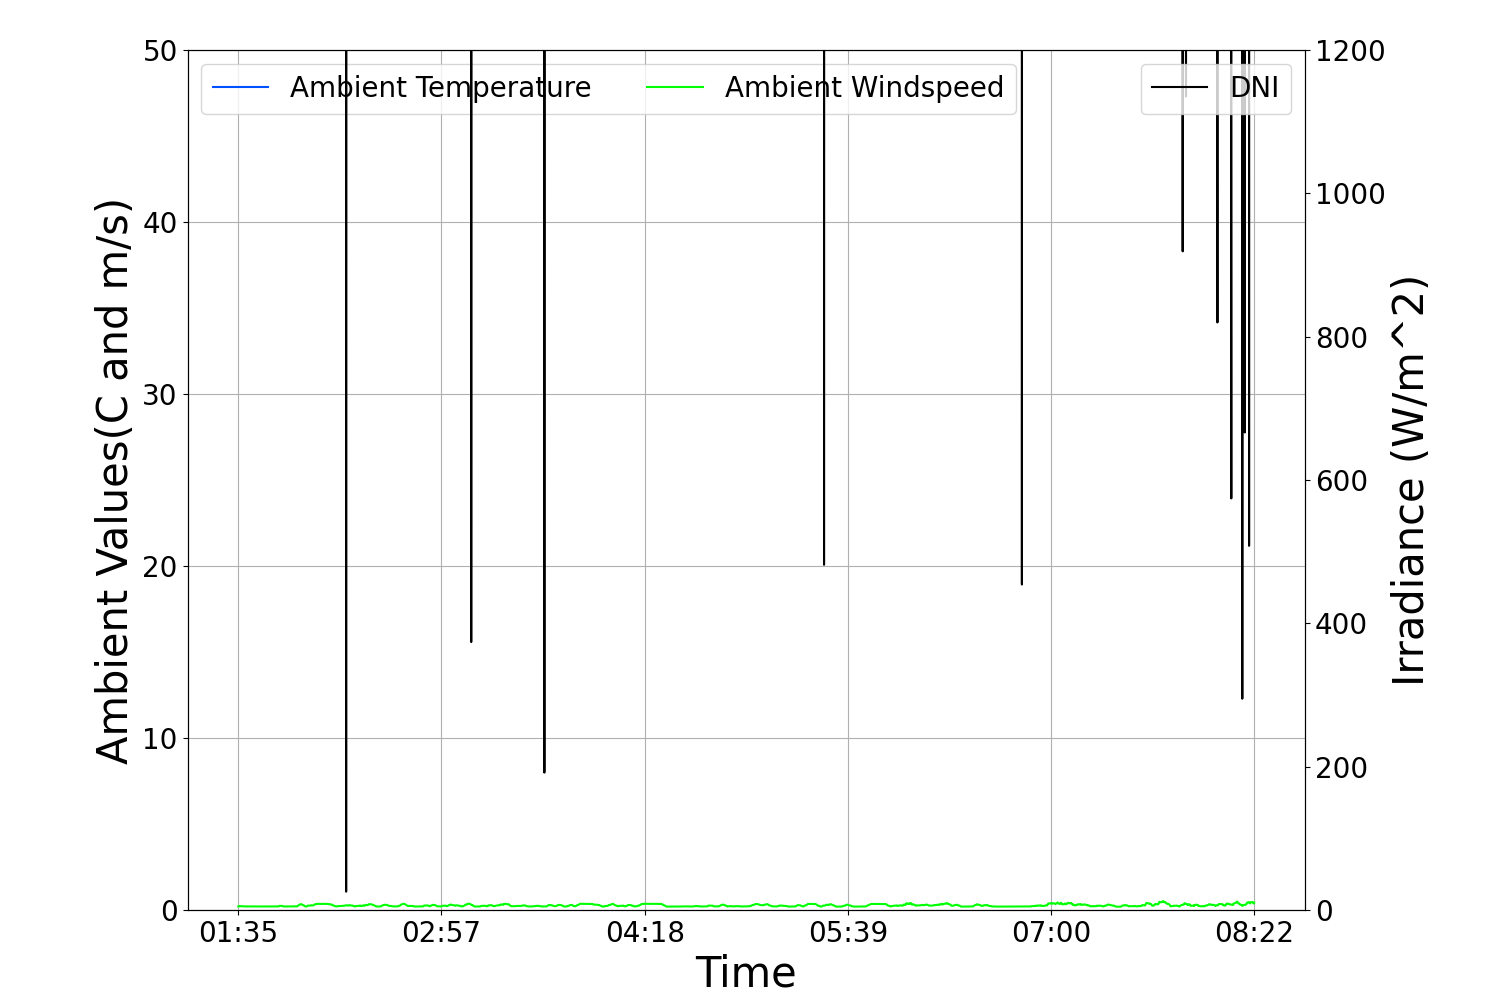 50
40
30
20
10
0
Ambient Values(C and m/s)
Ambient Temperature
Ambient Windspeed
DNI
1200
1000
800
600
400
200
0
Irradiance (W/m^2)
01:35 02:57 04:18 05:39 07:00 08:22
Time